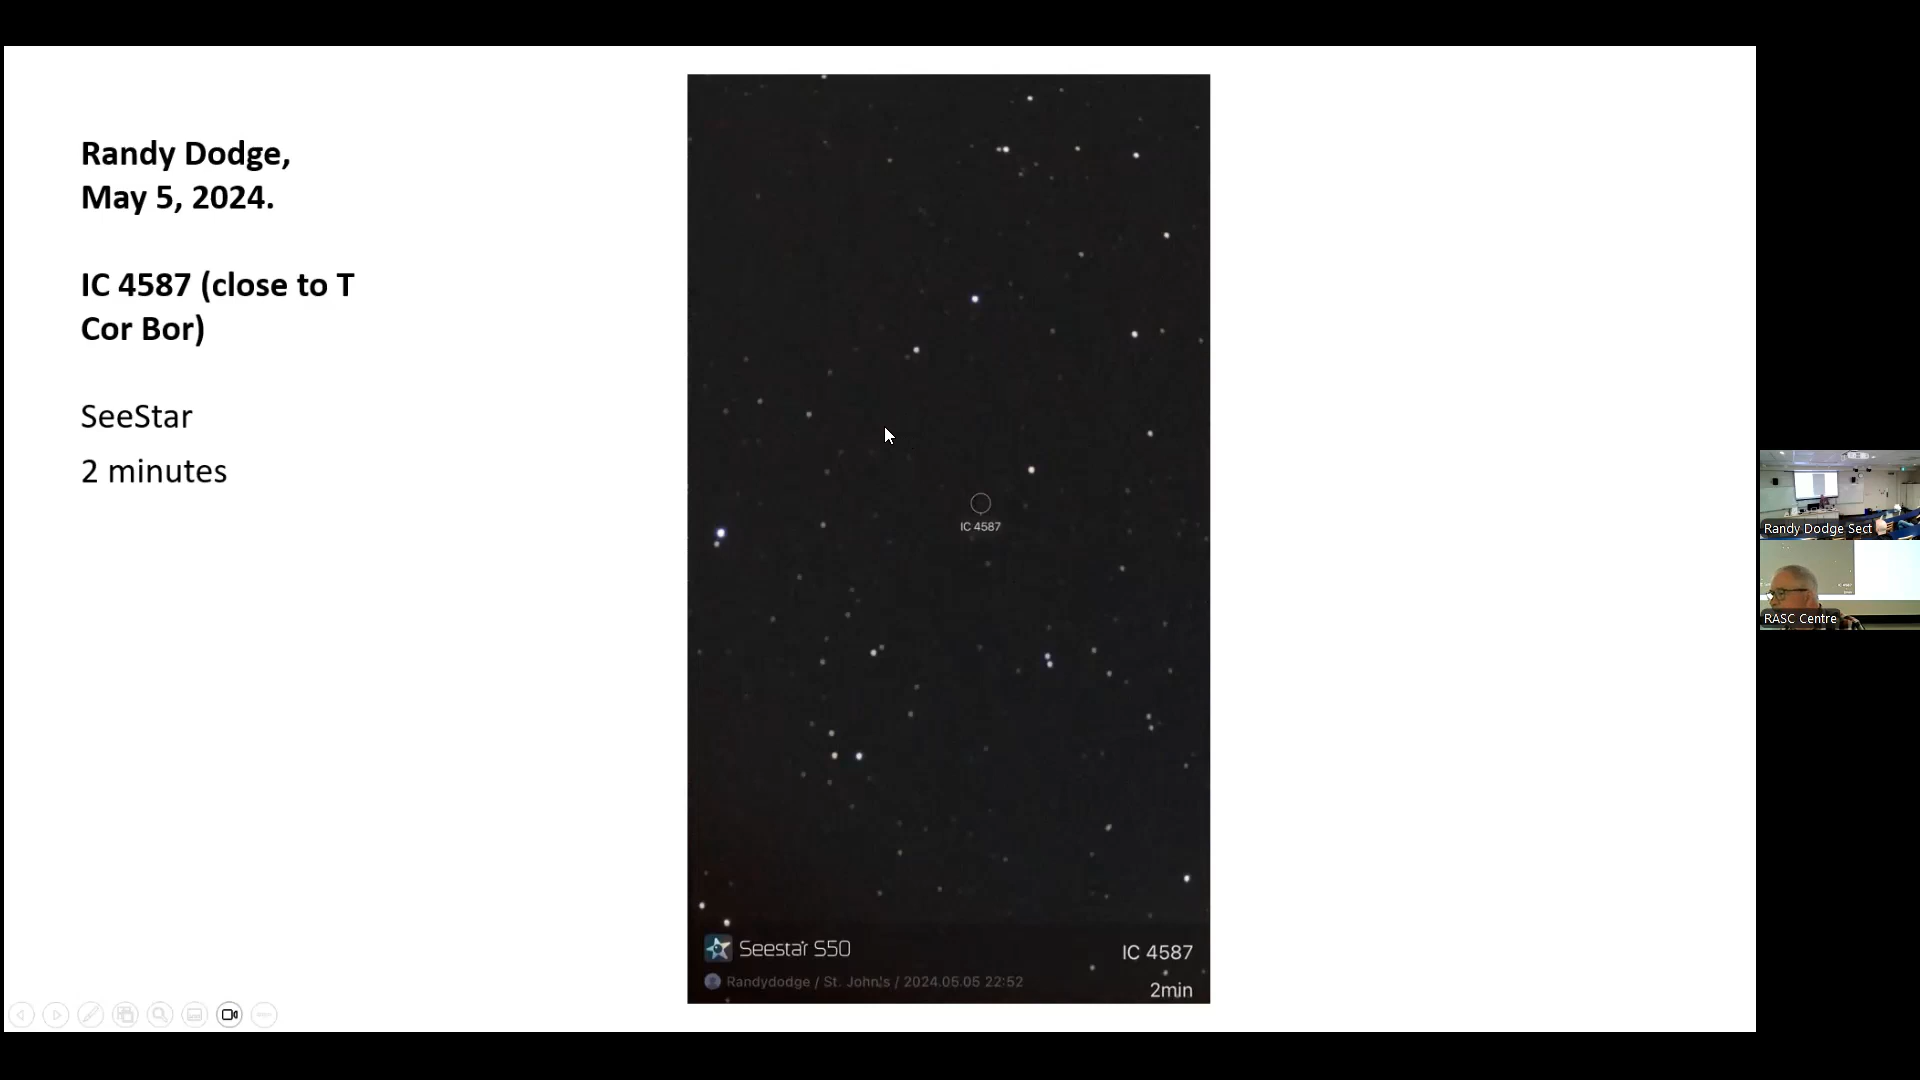 Randy Dodge,
May 5, 2024.
IC 4587 (close to T
Cor Bor)
SeeStar
2 minutes
IC 4587
Seestar S50
IC 4587
Randydodge / St. John's / 2024.05.05 22:52
2min
Randy Dodge Sect
RASC Centre